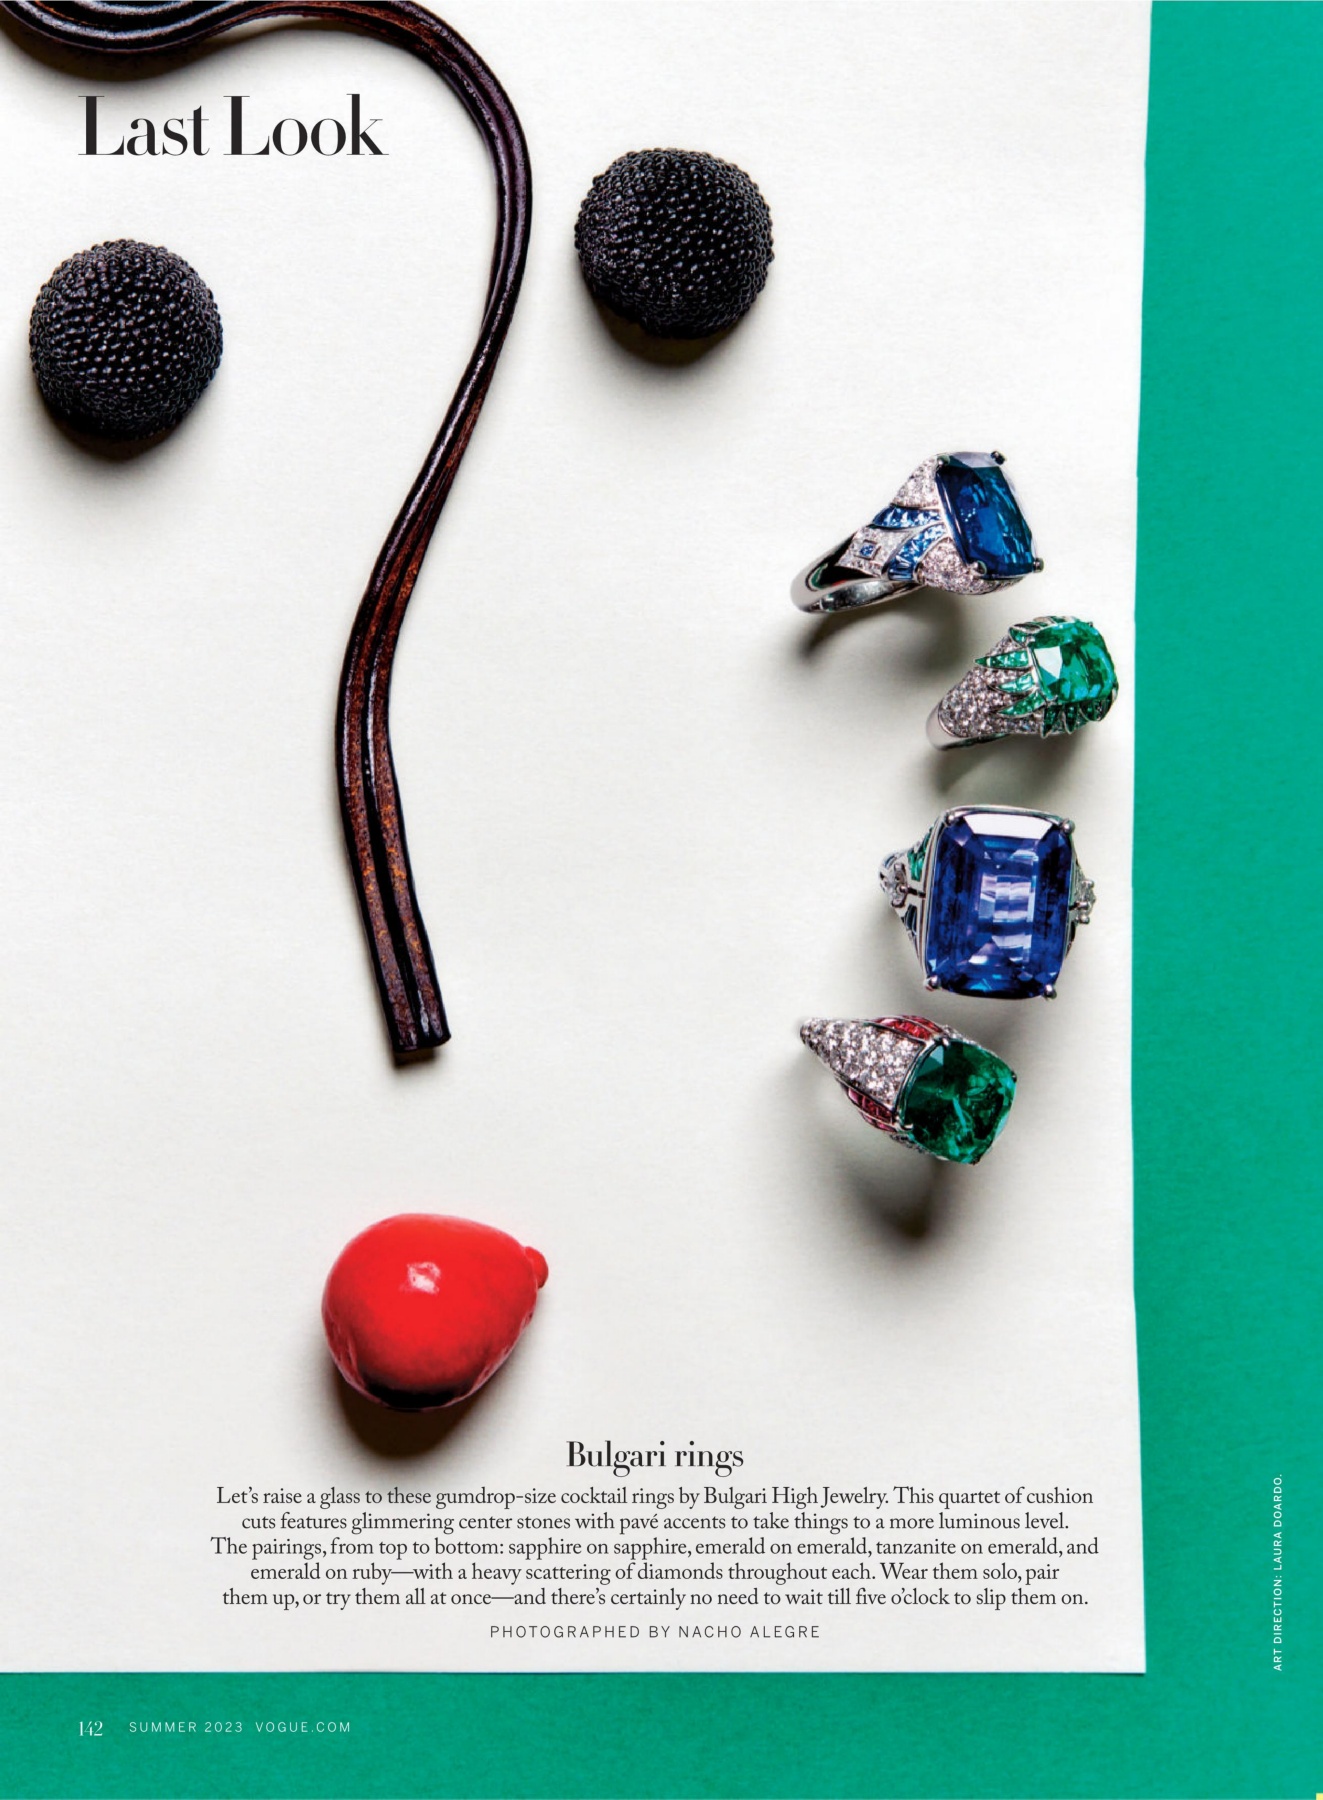 Last Look
Bulgari rings
Let’s raise a glass to these gumdrop-size cocktail rings by Bulgari High Jewelry. This quartet of cushion
cuts features glimmering center stones with pavé accents to take things to a more luminous level.
The pairings, from top to bottom: sapphire on sapphire, emerald on emerald, tanzanite on emerald, and
emerald on ruby—with a heavy scattering of diamonds throughout each. Wear them solo, pair
them up, or try them all at once—and there’s certainly no need to wait till five o’clock to slip them on.
PHOTOGRAPHED BY NACHO ALEGRE
ART DIRECTION: LAURA DOARDO.
142 SUMMER 2023 VOGUE.COM